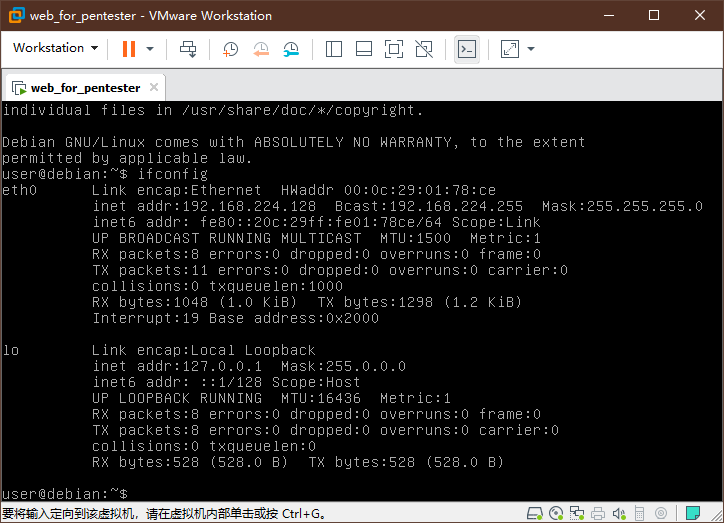 web_for_pentester - VMware Workstation
Workstation
web_for_pentester
individual files in /usr/share/doc/*/copyright.
Debian GNU/Linux comes with ABSOLUTELY NO WARRANTY, to the extent
permitted by applicable law.
user@debian:~$ ifconfig
eth0      Link encap:Ethernet  HWaddr 00:0c:29:01:78:ce
          inet addr:192.168.224.128  Bcast:192.168.224.255  Mask:255.255.255.0
          inet6 addr: fe80::20c:29ff:fe01:78ce/64 Scope:Link
          UP BROADCAST RUNNING MULTICAST  MTU:1500  Metric:1
          RX packets:8 errors:0 dropped:0 overruns:0 frame:0
          TX packets:11 errors:0 dropped:0 overruns:0 carrier:0
          collisions:0 txqueuelen:1000
          RX bytes:1048 (1.0 KiB)  TX bytes:1298 (1.2 KiB)
          Interrupt:19 Base address:0x2000
lo        Link encap:Local Loopback
          inet addr:127.0.0.1  Mask:255.0.0.0
          inet6 addr: ::1/128 Scope:Host
          UP LOOPBACK RUNNING  MTU:16436  Metric:1
          RX packets:8 errors:0 dropped:0 overruns:0 frame:0
          TX packets:8 errors:0 dropped:0 overruns:0 carrier:0
          collisions:0 txqueuelen:0
          RX bytes:528 (528.0 B)  TX bytes:528 (528.0 B)
user@debian:~$
要将输入定向到该虚拟机，请在虚拟机内部单击或按 Ctrl+G。